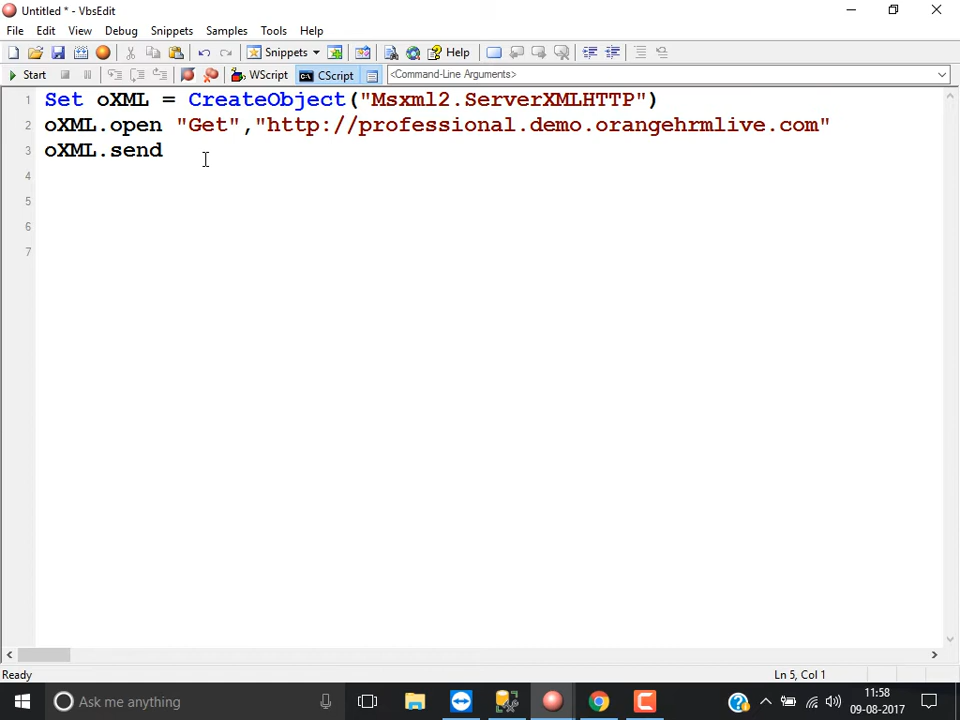 Untitled * - VbsEdit
File Edit View Snippets Samples Tools Help
Snippets Help
Start WScript CScript <Command-Line Arguments>
1 Set oXML = CreateObject("Msxml2.ServerXMLHTTP")
2 oXML.open "Get","http://professional.demo.orangehrmlive.com"
3 oXML.send
4
5
6
7
Ready Ln 5, Col 1
Ask me anything
11:58
09-08-2017